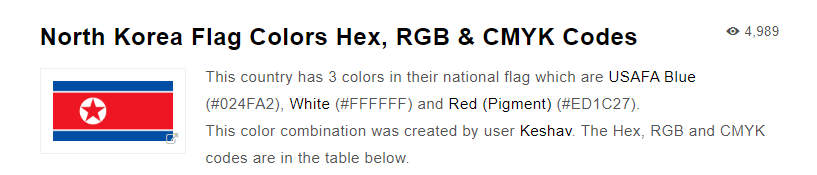 North Korea Flag Colors Hex, RGB & CMYK Codes
4,989
This country has 3 colors in their national flag which are USAFA Blue
(#024FA2), White (#FFFFFF) and Red (Pigment) (#ED1C27).
This color combination was created by user Keshav. The Hex, RGB and CMYK
codes are in the table below.